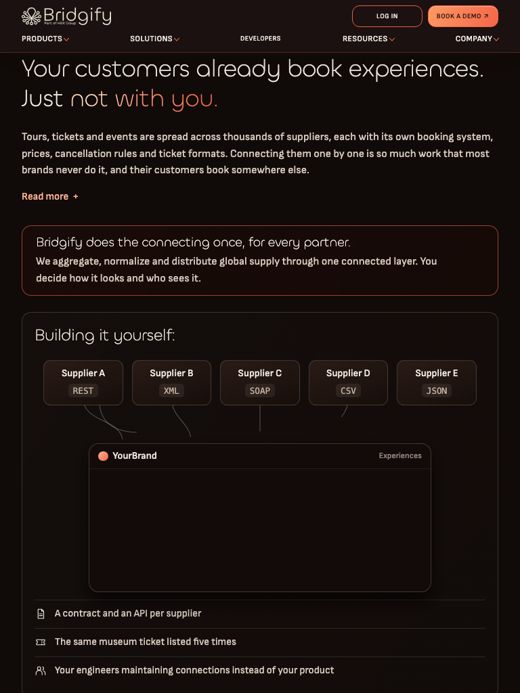 Bridgify
Part of HBX Group
LOG IN
BOOK A DEMO ↗
PRODUCTS
SOLUTIONS
DEVELOPERS
RESOURCES
COMPANY
Your customers already book experiences.
Just not with you.
Tours, tickets and events are spread across thousands of suppliers, each with its own booking system,
prices, cancellation rules and ticket formats. Connecting them one by one is so much work that most
brands never do it, and their customers book somewhere else.
Read more +
Bridgify does the connecting once, for every partner.
We aggregate, normalize and distribute global supply through one connected layer. You
decide how it looks and who sees it.
Building it yourself:
Supplier A
REST
Supplier B
XML
Supplier C
SOAP
Supplier D
CSV
Supplier E
JSON
YourBrand
Experiences
A contract and an API per supplier
The same museum ticket listed five times
Your engineers maintaining connections instead of your product